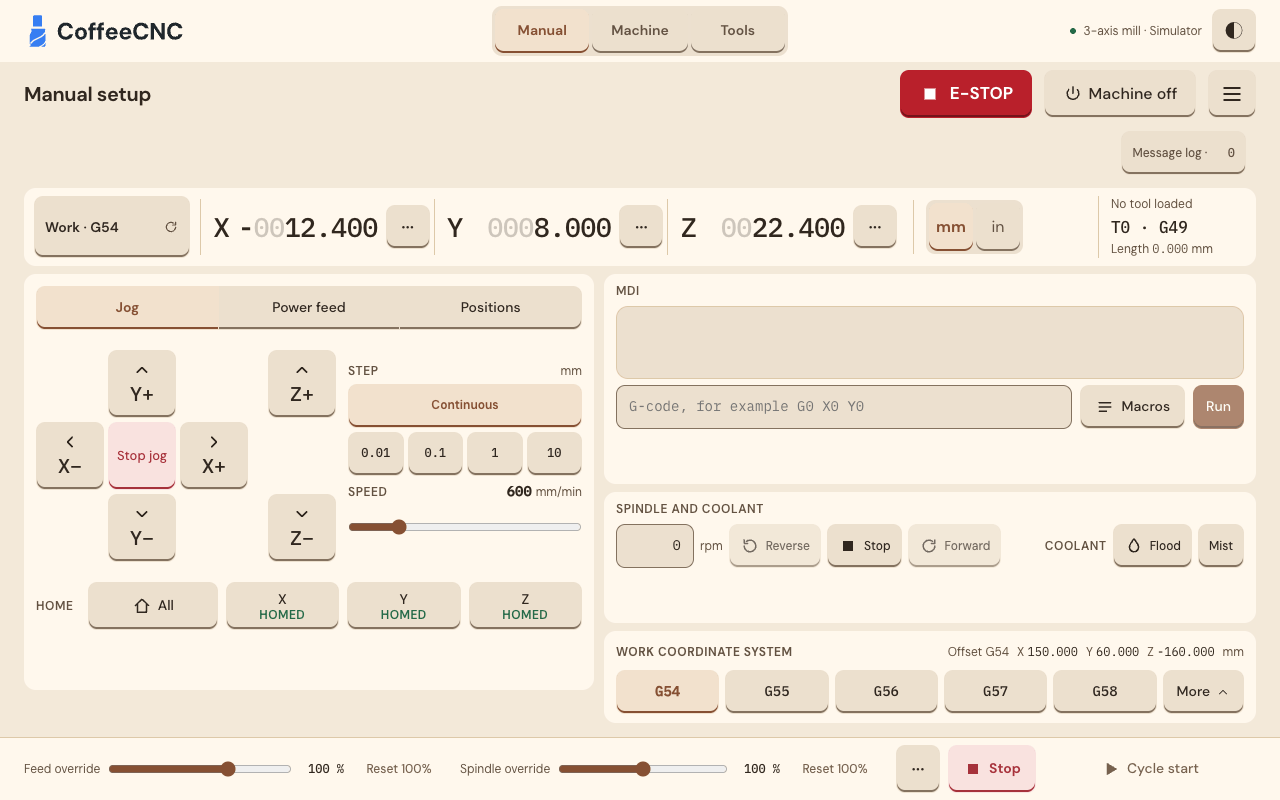 CoffeeCNC
Manual
Machine
Tools
3-axis mill · Simulator
Manual setup
E-STOP
Machine off
Message log · 0
Work · G54
X -0012.400
...
Y 0008.000
...
Z 0022.400
...
mm
in
No tool loaded
T0 · G49
Length 0.000 mm
Jog
Power feed
Positions
Y+
Z+
X−
Stop jog
X+
Y−
Z−
STEP mm
Continuous
0.01
0.1
1
10
SPEED 600 mm/min
HOME
All
X
HOMED
Y
HOMED
Z
HOMED
MDI
G-code, for example G0 X0 Y0
Macros
Run
SPINDLE AND COOLANT
0 rpm
Reverse
Stop
Forward
COOLANT
Flood
Mist
WORK COORDINATE SYSTEM
Offset G54 X 150.000 Y 60.000 Z -160.000 mm
G54
G55
G56
G57
G58
More
Feed override
100 %
Reset 100%
Spindle override
100 %
Reset 100%
...
Stop
Cycle start